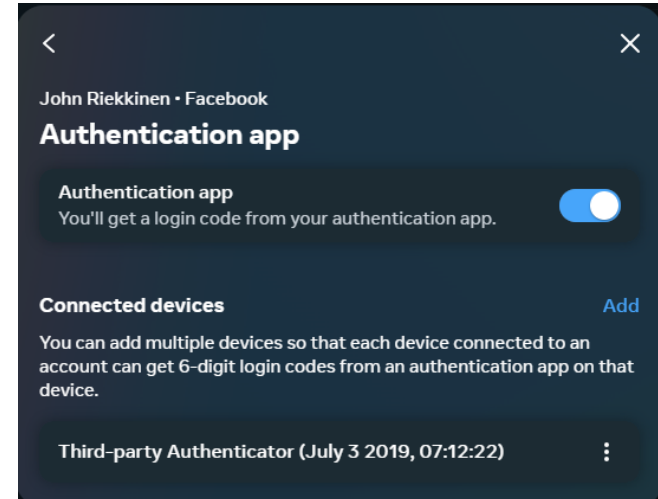 John Riekkinen • Facebook
Authentication app
Authentication app
You'll get a login code from your authentication app.
Connected devices
Add
You can add multiple devices so that each device connected to an
account can get 6-digit login codes from an authentication app on that
device.
Third-party Authenticator (July 3 2019, 07:12:22)